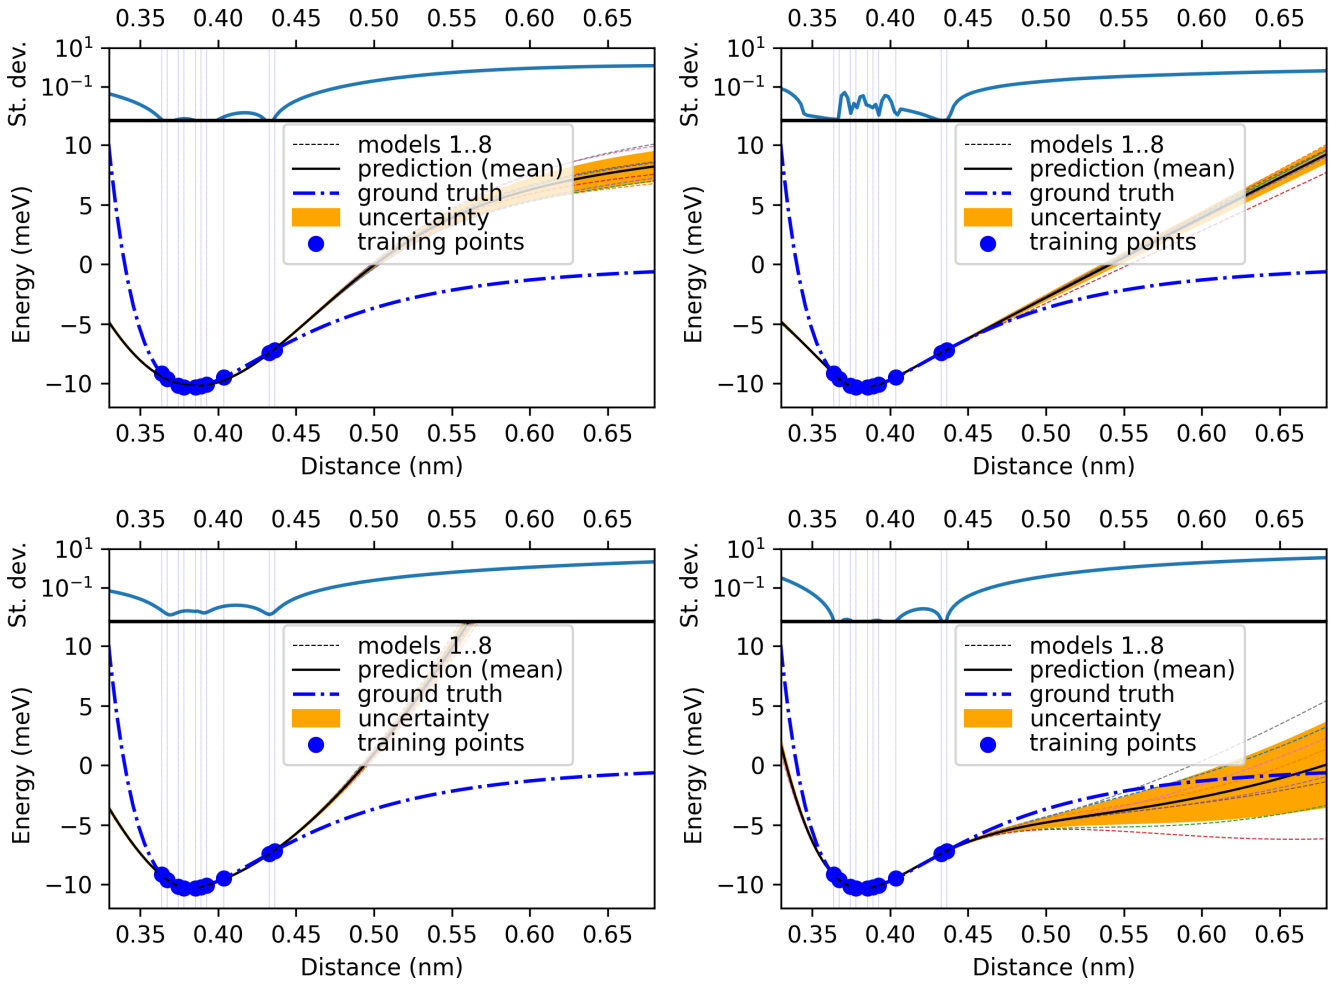 0.35 0.40 0.45 0.50 0.55 0.60 0.65
10¹
10⁻¹
St. dev.
models 1..8
prediction (mean)
ground truth
uncertainty
training points
10
5
0
−5
−10
Energy (meV)
0.35 0.40 0.45 0.50 0.55 0.60 0.65
Distance (nm)
0.35 0.40 0.45 0.50 0.55 0.60 0.65
10¹
10⁻¹
St. dev.
models 1..8
prediction (mean)
ground truth
uncertainty
training points
10
5
0
−5
−10
Energy (meV)
0.35 0.40 0.45 0.50 0.55 0.60 0.65
Distance (nm)
0.35 0.40 0.45 0.50 0.55 0.60 0.65
10¹
10⁻¹
St. dev.
models 1..8
prediction (mean)
ground truth
uncertainty
training points
10
5
0
−5
−10
Energy (meV)
0.35 0.40 0.45 0.50 0.55 0.60 0.65
Distance (nm)
0.35 0.40 0.45 0.50 0.55 0.60 0.65
10¹
10⁻¹
St. dev.
models 1..8
prediction (mean)
ground truth
uncertainty
training points
10
5
0
−5
−10
Energy (meV)
0.35 0.40 0.45 0.50 0.55 0.60 0.65
Distance (nm)